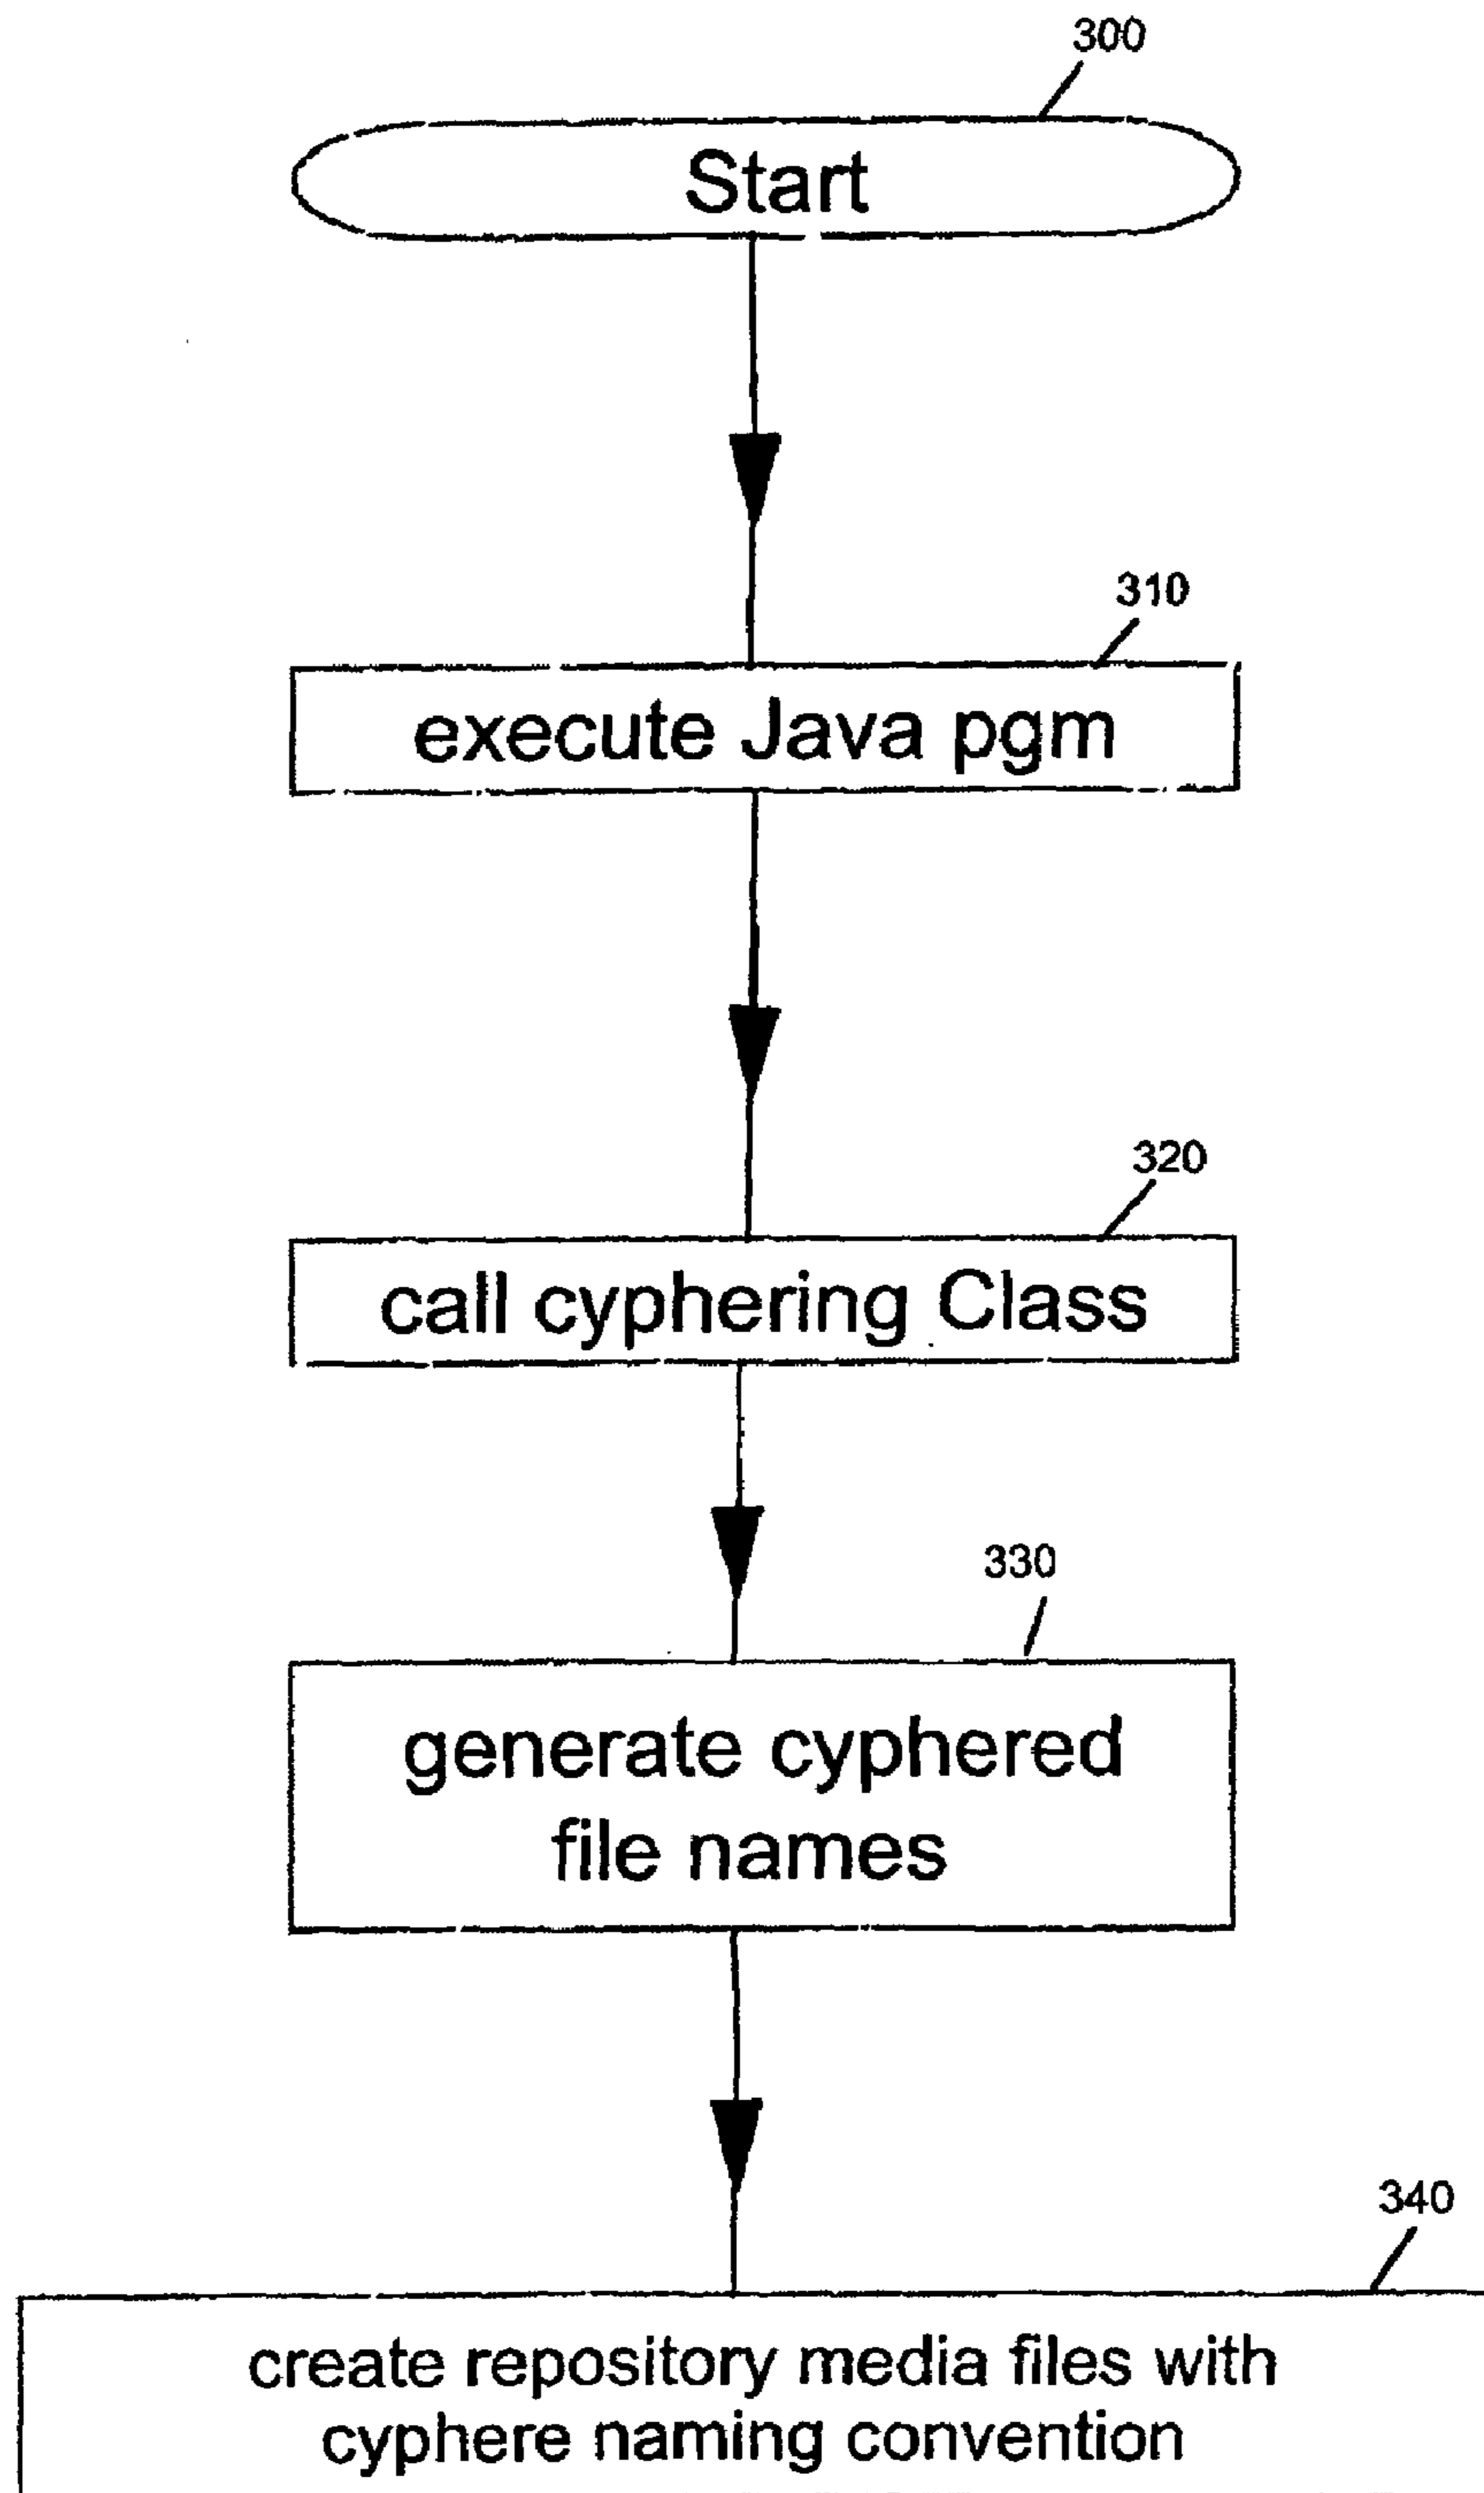 300
Start
310
execute Java pgm
320
call cyphering Class
330
generate cyphered
file names
340
create repository media files with
cyphere naming convention